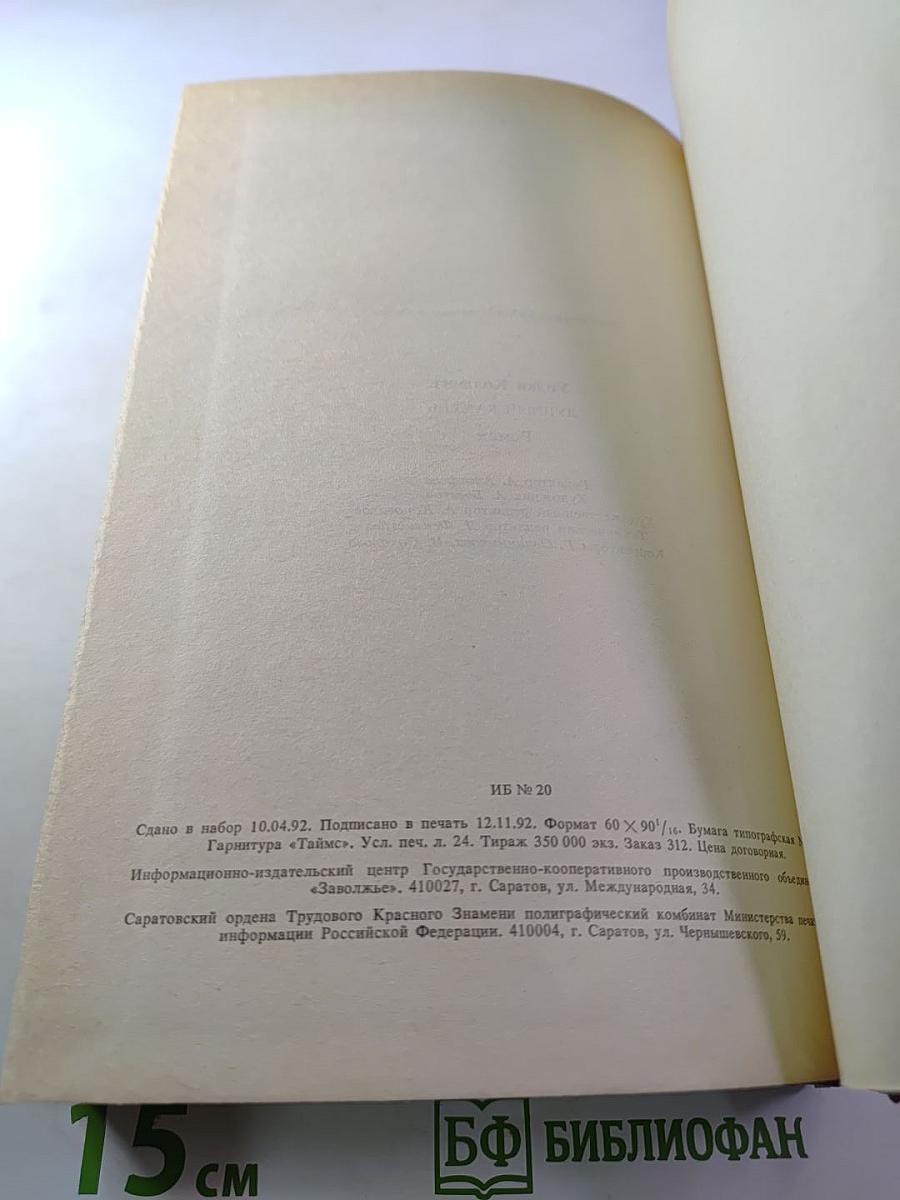 ИБ № 20
Сдано в набор 10.04.92. Подписано в печать 12.11.92. Формат 60 × 90¹/₁₆. Бумага типографская
Гарнитура «Таймс». Усл. печ. л. 24. Тираж 350 000 экз. Заказ 312. Цена договорная.
Информационно-издательский центр Государственно-кооперативного производственного
«Заволжье». 410027, г. Саратов, ул. Международная, 34.
Саратовский ордена Трудового Красного Знамени полиграфический комбинат Министерства
информации Российской Федерации. 410004, г. Саратов, ул. Чернышевского, 59.
15 см
БФ БИБЛИОФАН